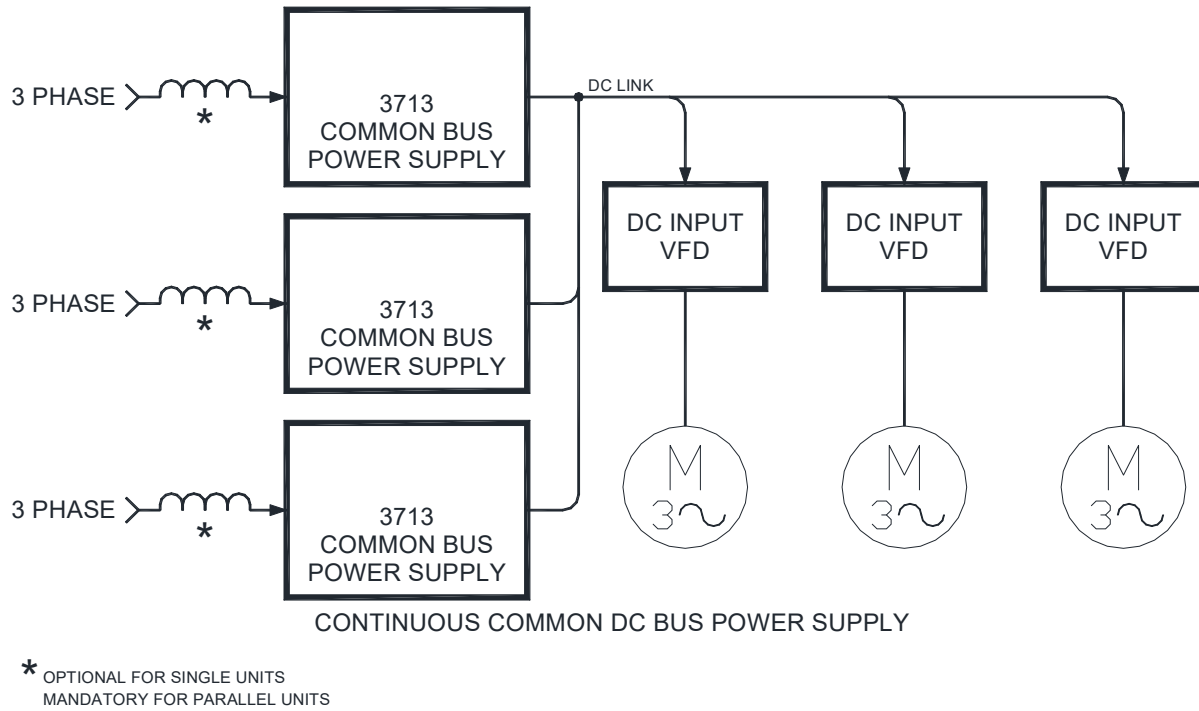 3 PHASE
*
3713
COMMON BUS
POWER SUPPLY
DC LINK
DC INPUT
VFD
DC INPUT
VFD
DC INPUT
VFD
3 PHASE
*
3713
COMMON BUS
POWER SUPPLY
M
3
M
3
M
3
3 PHASE
*
3713
COMMON BUS
POWER SUPPLY
CONTINUOUS COMMON DC BUS POWER SUPPLY
* OPTIONAL FOR SINGLE UNITS
MANDATORY FOR PARALLEL UNITS